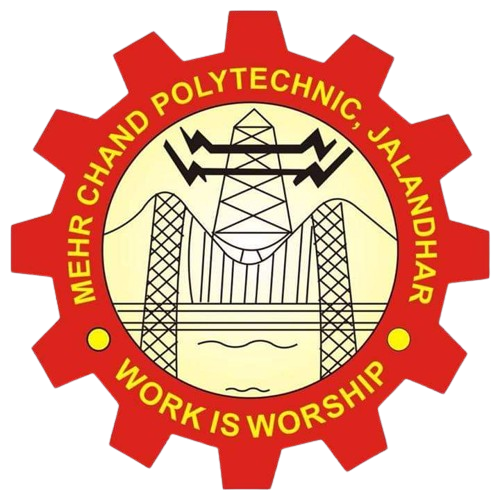 MEHR CHAND POLYTECHNIC, JALANDHAR
WORK IS WORSHIP